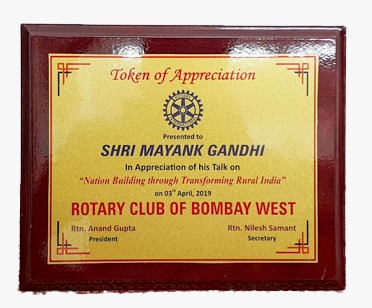 Token of Appreciation
Presented to
SHRI MAYANK GANDHI
In Appreciation of his Talk on
"Nation Building through Transforming Rural India"
on 03rd April, 2019
ROTARY CLUB OF BOMBAY WEST
Rtn. Anand Gupta Rtn. Nilesh Samant
President Secretary